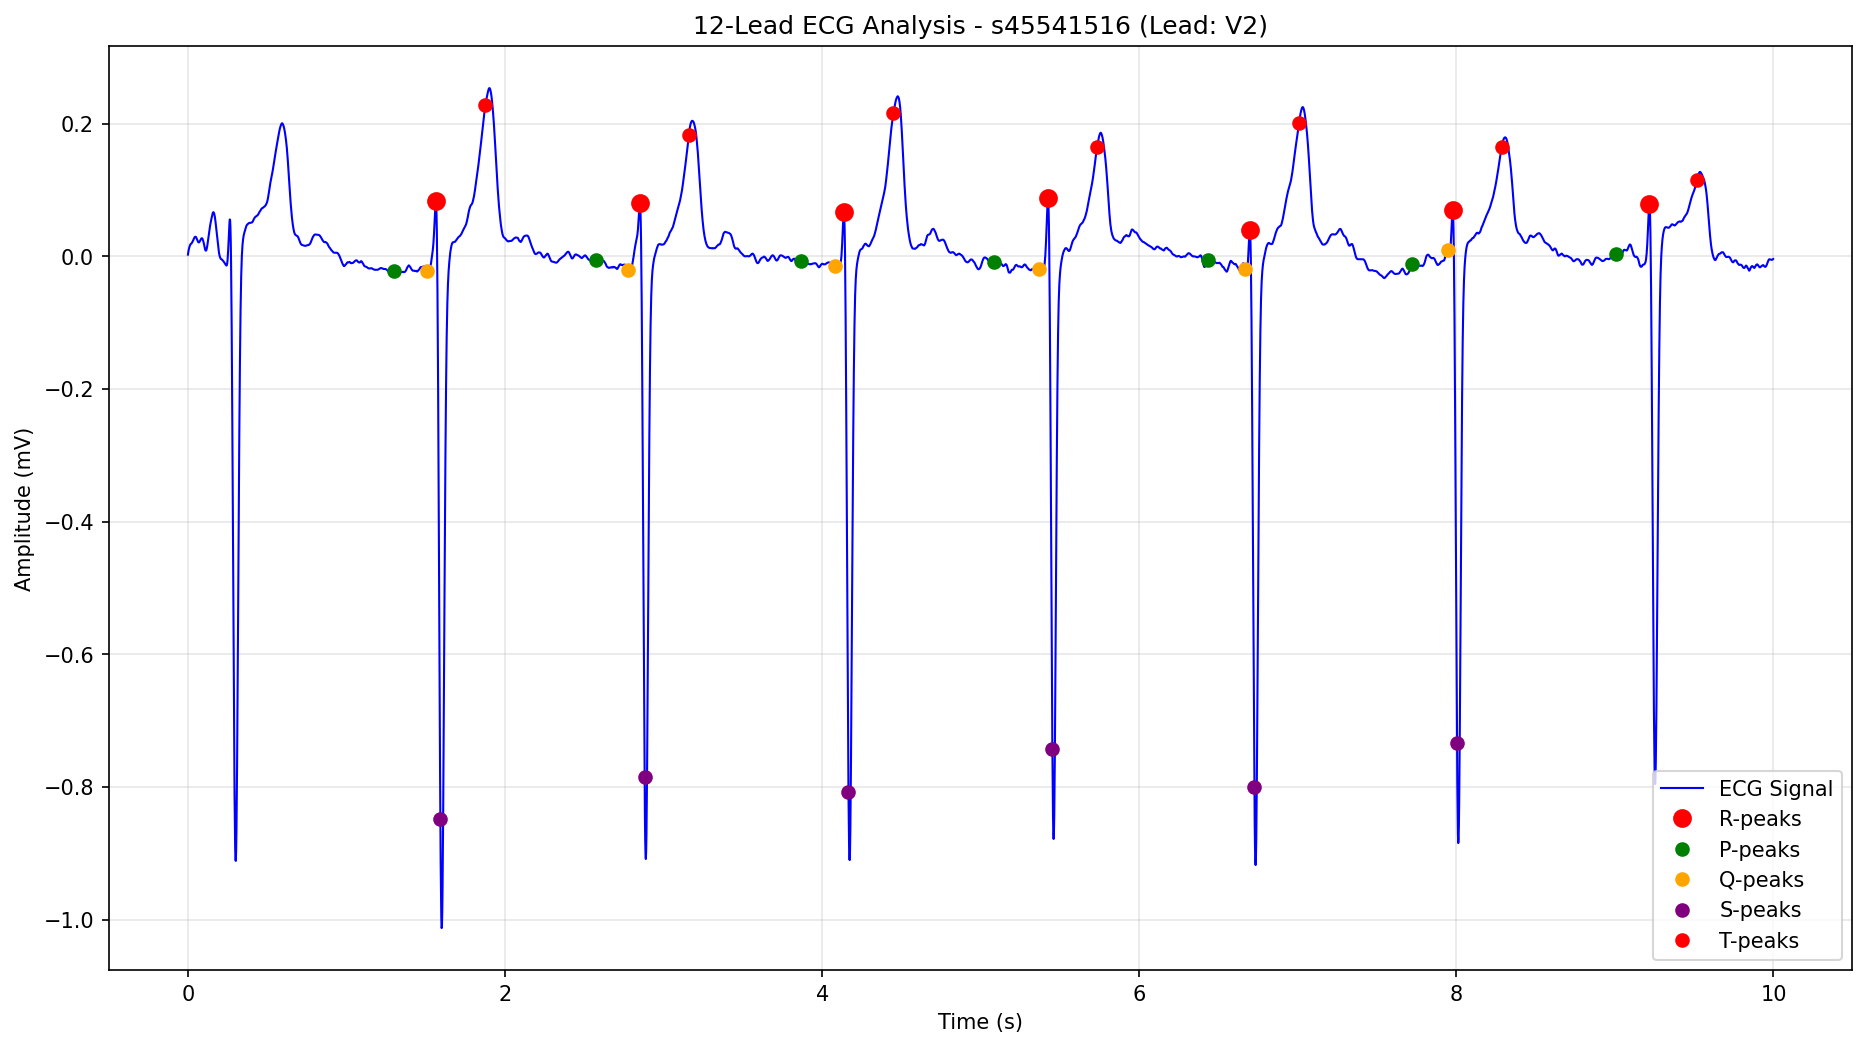 12-Lead ECG Analysis - s45541516 (Lead: V2)
Amplitude (mV)
0.2
0.0
−0.2
−0.4
−0.6
−0.8
−1.0
ECG Signal
R-peaks
P-peaks
Q-peaks
S-peaks
T-peaks
0 2 4 6 8 10
Time (s)